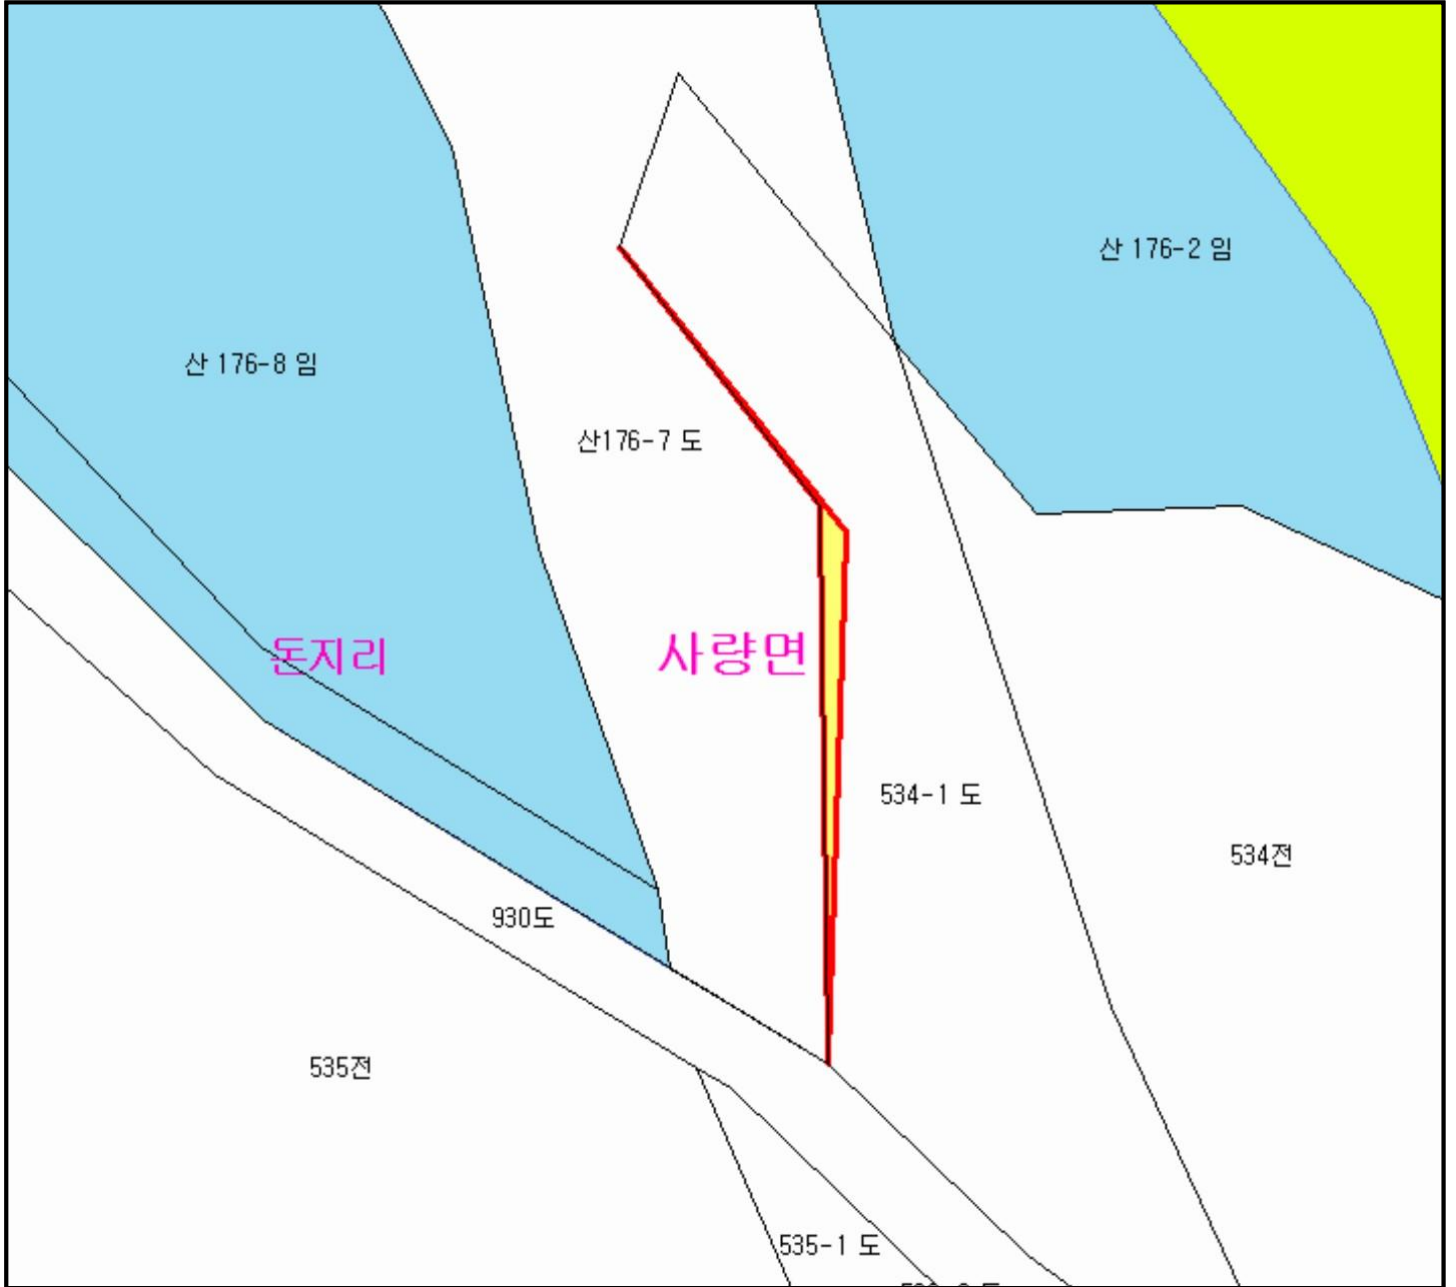 산 176-2 임
산 176-8 임
산176-7 도
돈지리
사량면
534-1 도
534전
930도
535전
535-1 도